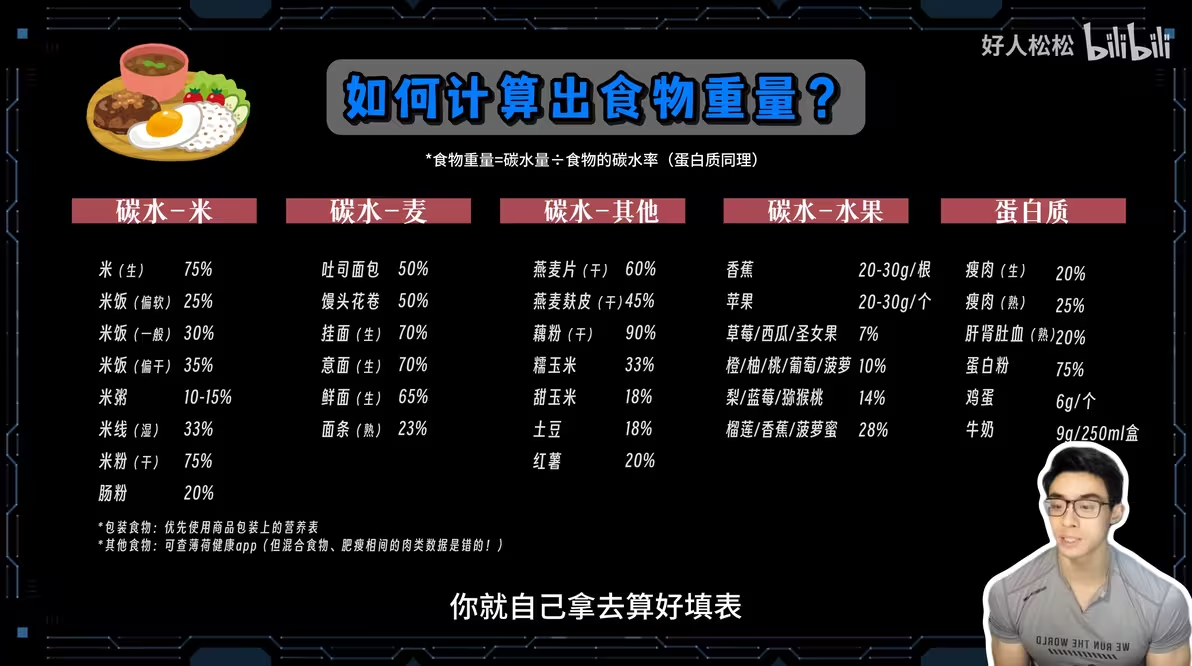 好人松松 bilibili
如何计算出食物重量？
*食物重量=碳水量÷食物的碳水率（蛋白质同理）
碳水-米
米（生） 75%
米饭（偏软） 25%
米饭（一般） 30%
米饭（偏干） 35%
米粥 10-15%
米线（湿） 33%
米粉（干） 75%
肠粉 20%
碳水-麦
吐司面包 50%
馒头花卷 50%
挂面（生） 70%
意面（生） 70%
鲜面（生） 65%
面条（熟） 23%
碳水-其他
燕麦片（干） 60%
燕麦麸皮（干） 45%
藕粉（干） 90%
糯玉米 33%
甜玉米 18%
土豆 18%
红薯 20%
碳水-水果
香蕉 20-30g/根
苹果 20-30g/个
草莓/西瓜/圣女果 7%
橙/柚/桃/葡萄/菠萝 10%
梨/蓝莓/猕猴桃 14%
榴莲/香蕉/菠萝蜜 28%
蛋白质
瘦肉（生） 20%
瘦肉（熟） 25%
肝肾肚血（熟） 20%
蛋白粉 75%
鸡蛋 6g/个
牛奶 9g/250ml盒
*包装食物：优先使用商品包装上的营养表
*其他食物：可查薄荷健康app（但混合食物、肥瘦相间的肉类数据是错的！）
WE RUN THE WORLD
你就自己拿去算好填表